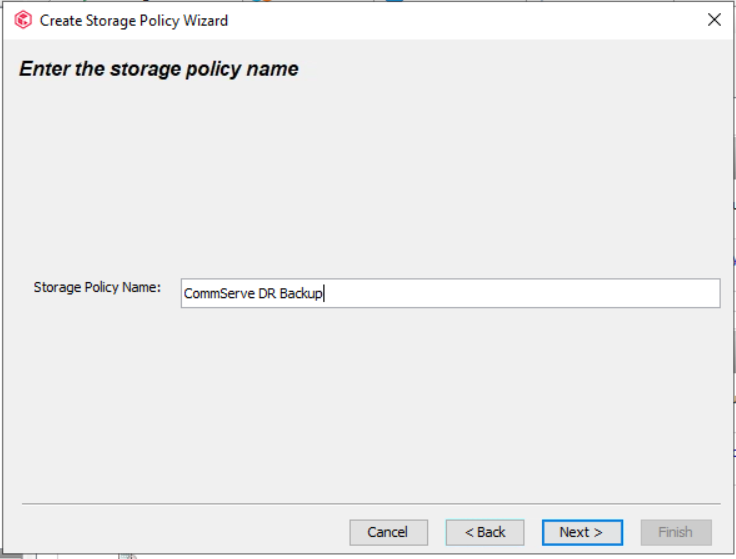 Create Storage Policy Wizard
Enter the storage policy name
Storage Policy Name: CommServe DR Backup
Cancel < Back Next > Finish